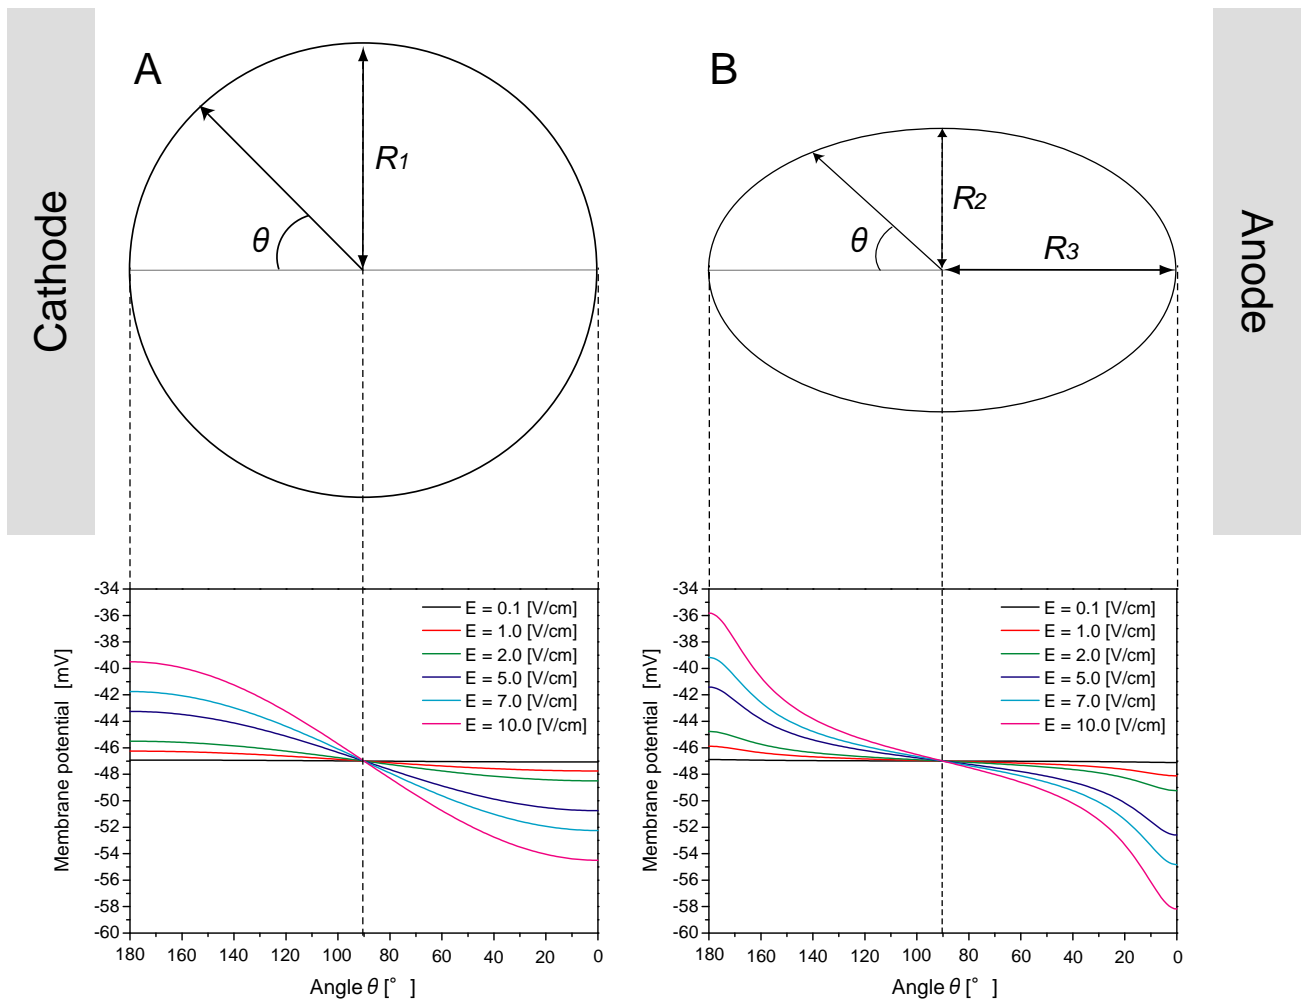 Cathode
A
R1
θ
B
R2
θ
R3
Anode
Membrane potential [mV]
-34
-36
-38
-40
-42
-44
-46
-48
-50
-52
-54
-56
-58
-60
E = 0.1 [V/cm]
E = 1.0 [V/cm]
E = 2.0 [V/cm]
E = 5.0 [V/cm]
E = 7.0 [V/cm]
E = 10.0 [V/cm]
180 160 140 120 100 80 60 40 20 0
Angle θ [° ]
Membrane potential [mV]
-34
-36
-38
-40
-42
-44
-46
-48
-50
-52
-54
-56
-58
-60
E = 0.1 [V/cm]
E = 1.0 [V/cm]
E = 2.0 [V/cm]
E = 5.0 [V/cm]
E = 7.0 [V/cm]
E = 10.0 [V/cm]
180 160 140 120 100 80 60 40 20 0
Angle θ [° ]